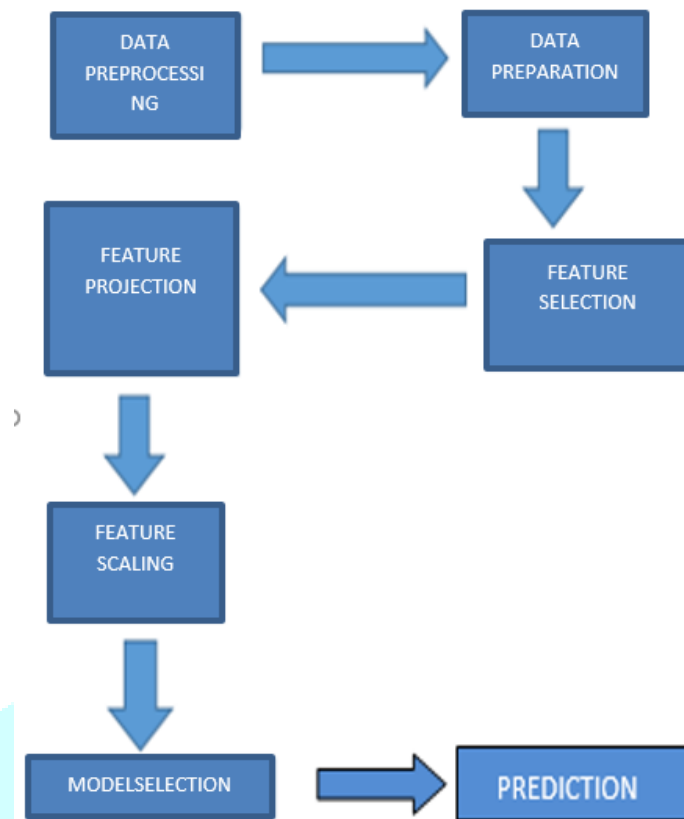 DATA
PREPROCESSI
NG
DATA
PREPARATION
FEATURE
SELECTION
FEATURE
PROJECTION
FEATURE
SCALING
MODELSELECTION
PREDICTION